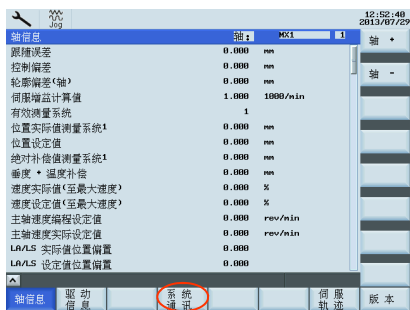 Jog
12:52:40
2013/07/29
轴信息 轴: MX1 1
轴 +
跟随误差 0.000 mm
控制偏差 0.000 mm
轴 -
轮廓偏差(轴) 0.000 mm
伺服增益计算值 1.000 1000/min
有效测量系统 1
位置实际值测量系统1 0.000 mm
位置设定值 0.000 mm
绝对补偿值测量系统1 0.000 mm
垂度 + 温度补偿 0.000 mm
速度实际值(至最大速度) 0.000 %
速度设定值(至最大速度) 0.000 %
主轴速度编程设定值 0.000 rev/min
主轴速度实际设定值 0.000 rev/min
LA/LS 实际值位置偏置 0.000
LA/LS 设定值位置偏置 0.000
轴信息
驱动
信息
系统
通讯
伺服
轨迹
版本